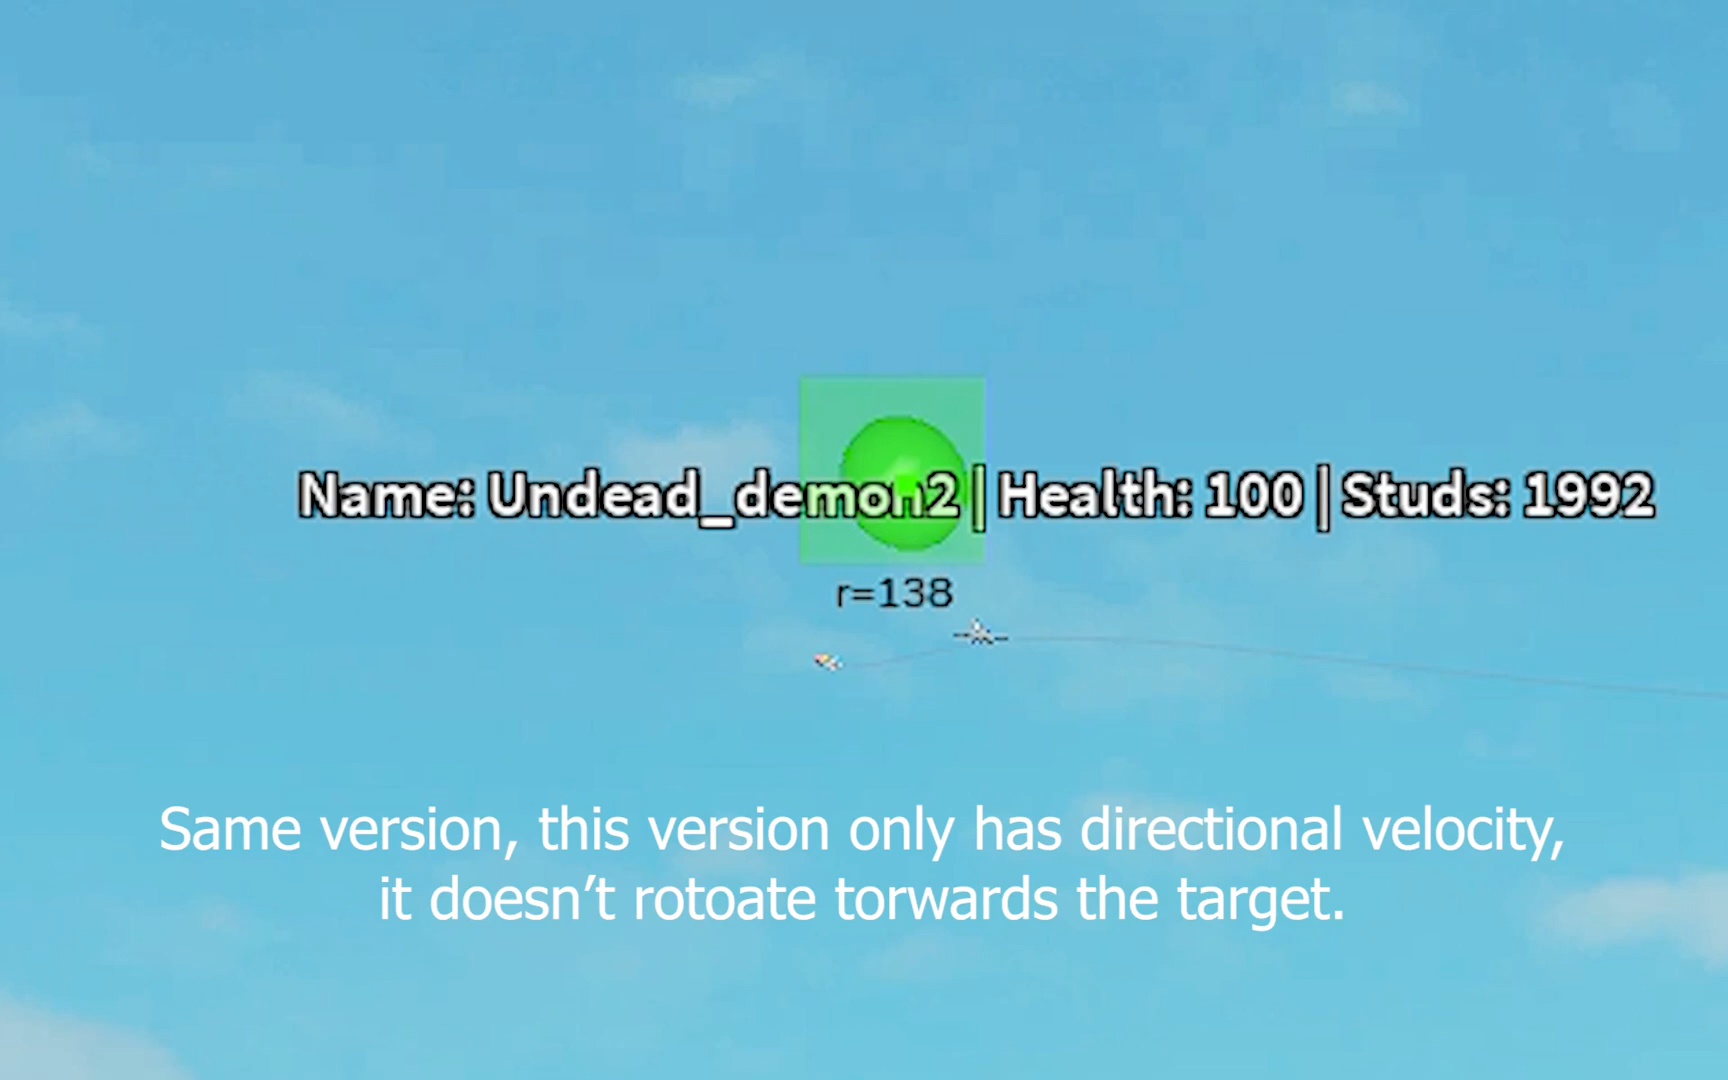 Name: Undead_demon2 | Health: 100 | Studs: 1992
r=138
Same version, this version only has directional velocity,
it doesn’t rotoate torwards the target.